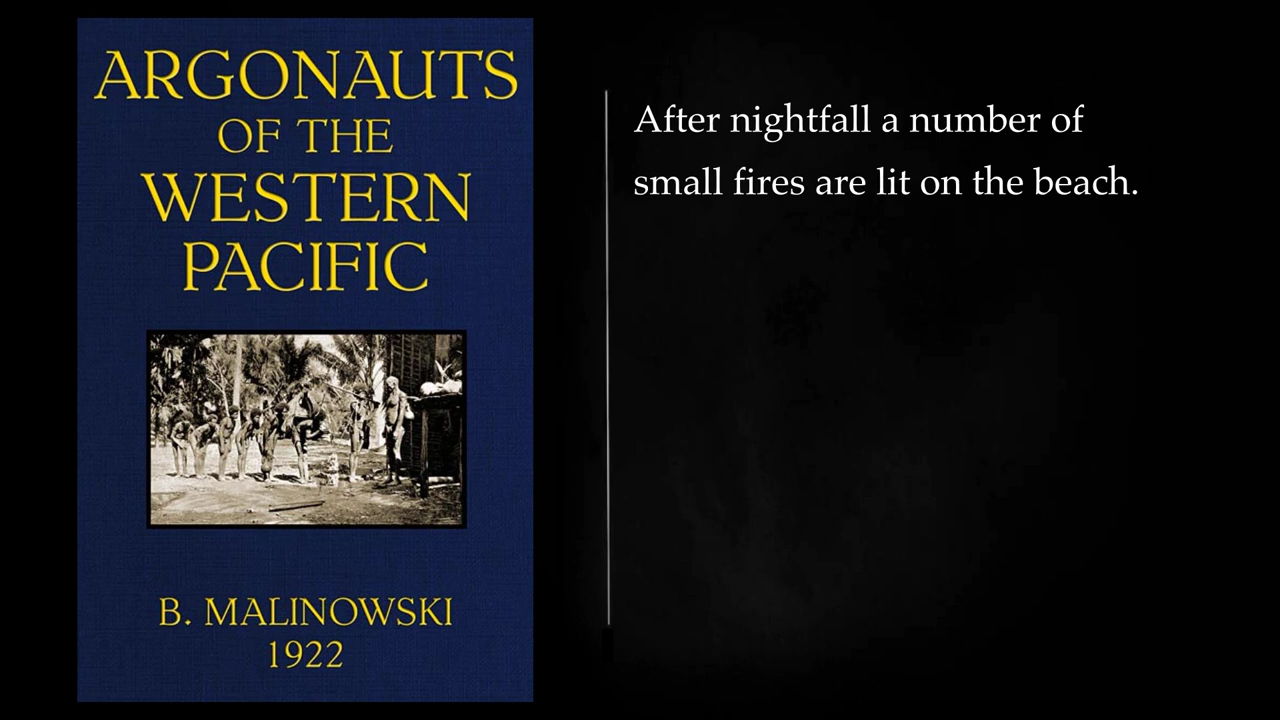 ARGONAUTS
OF THE
WESTERN
PACIFIC
B. MALINOWSKI
1922
After nightfall a number of
small fires are lit on the beach.